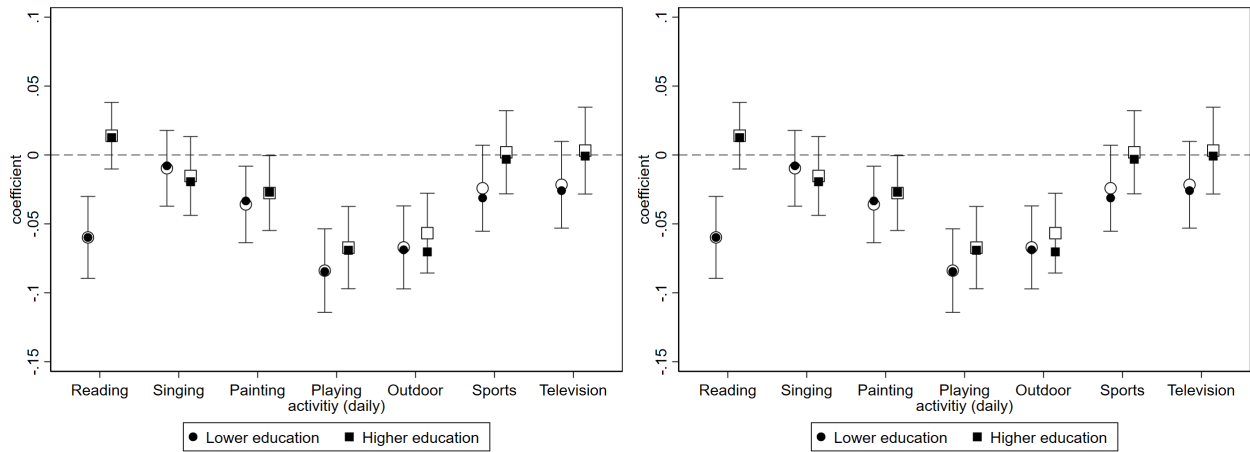 .1
.05
0
-.05
-.1
-.15
coefficient
Reading Singing Painting Playing Outdoor Sports Television
activitiy (daily)
Lower education Higher education
.1
.05
0
-.05
-.1
-.15
coefficient
Reading Singing Painting Playing Outdoor Sports Television
activitiy (daily)
Lower education Higher education